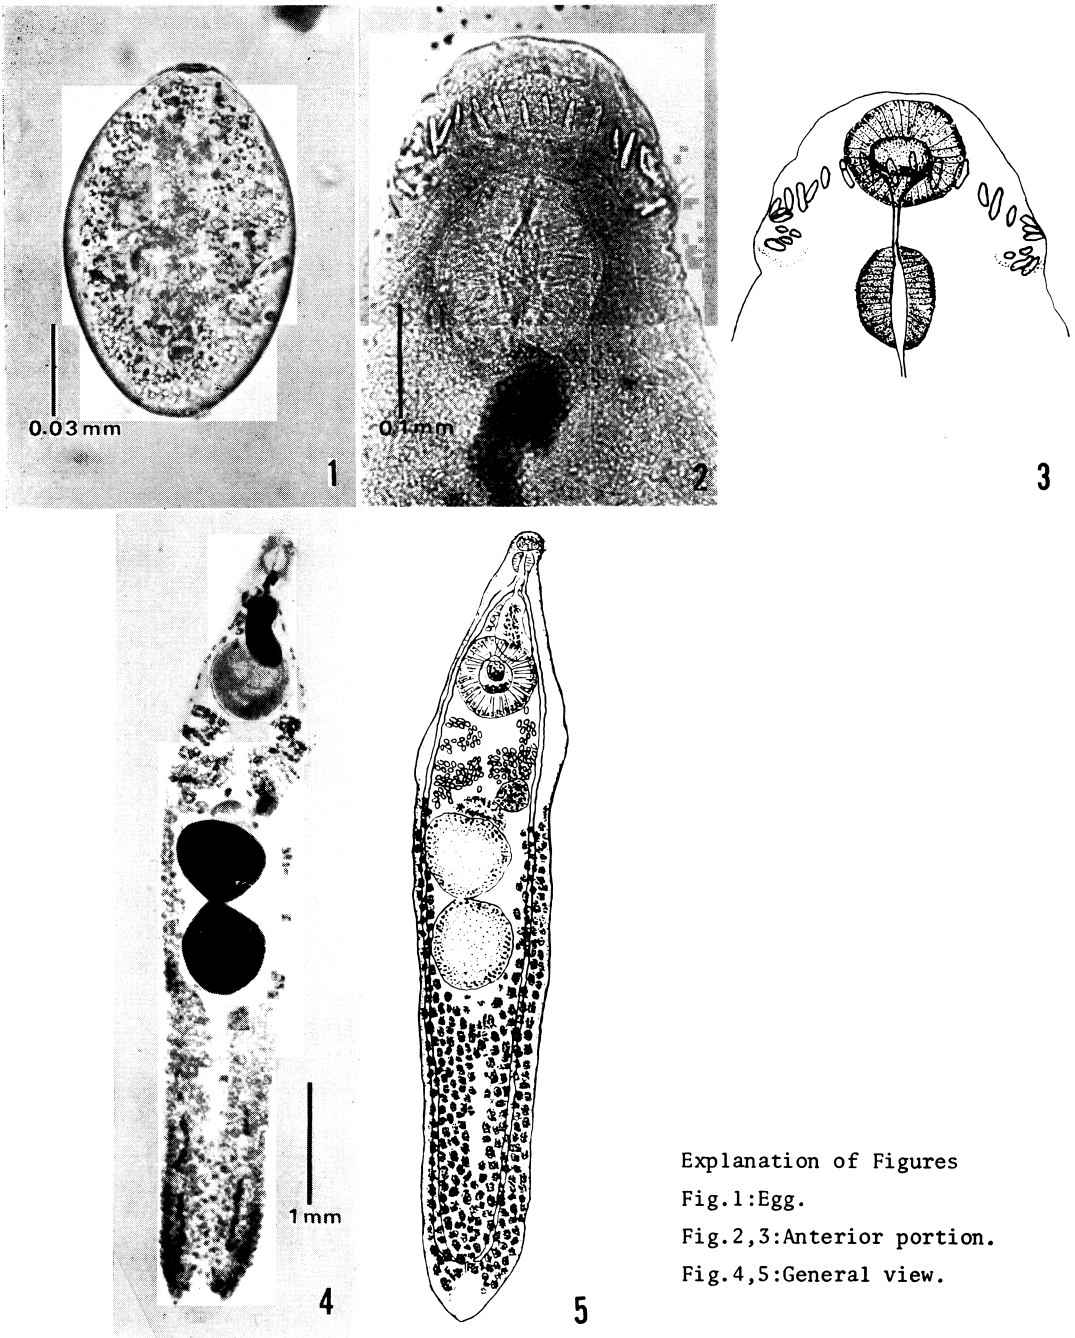 0.03mm
1
0.1mm
2
3
1mm
4
5
Explanation of Figures
Fig.1:Egg.
Fig.2,3:Anterior portion.
Fig.4,5:General view.